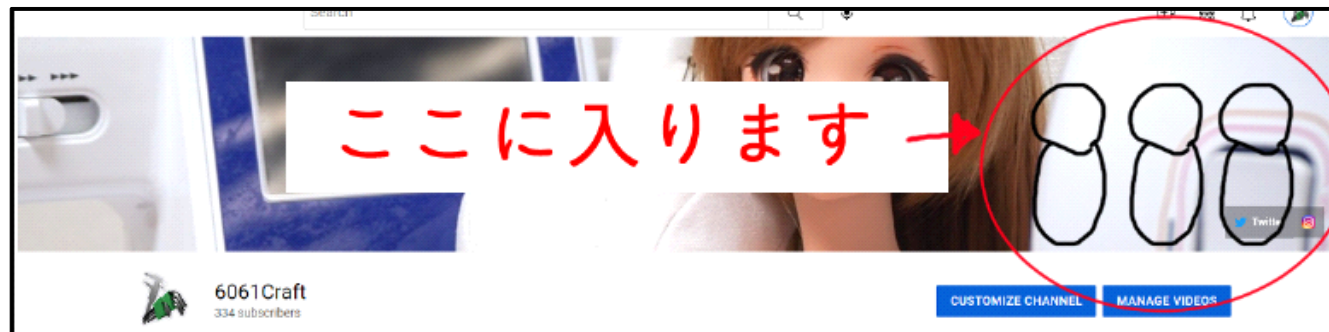 Search
ここに入ります
Twitte
6061Craft
334 subscribers
CUSTOMIZE CHANNEL
MANAGE VIDEOS